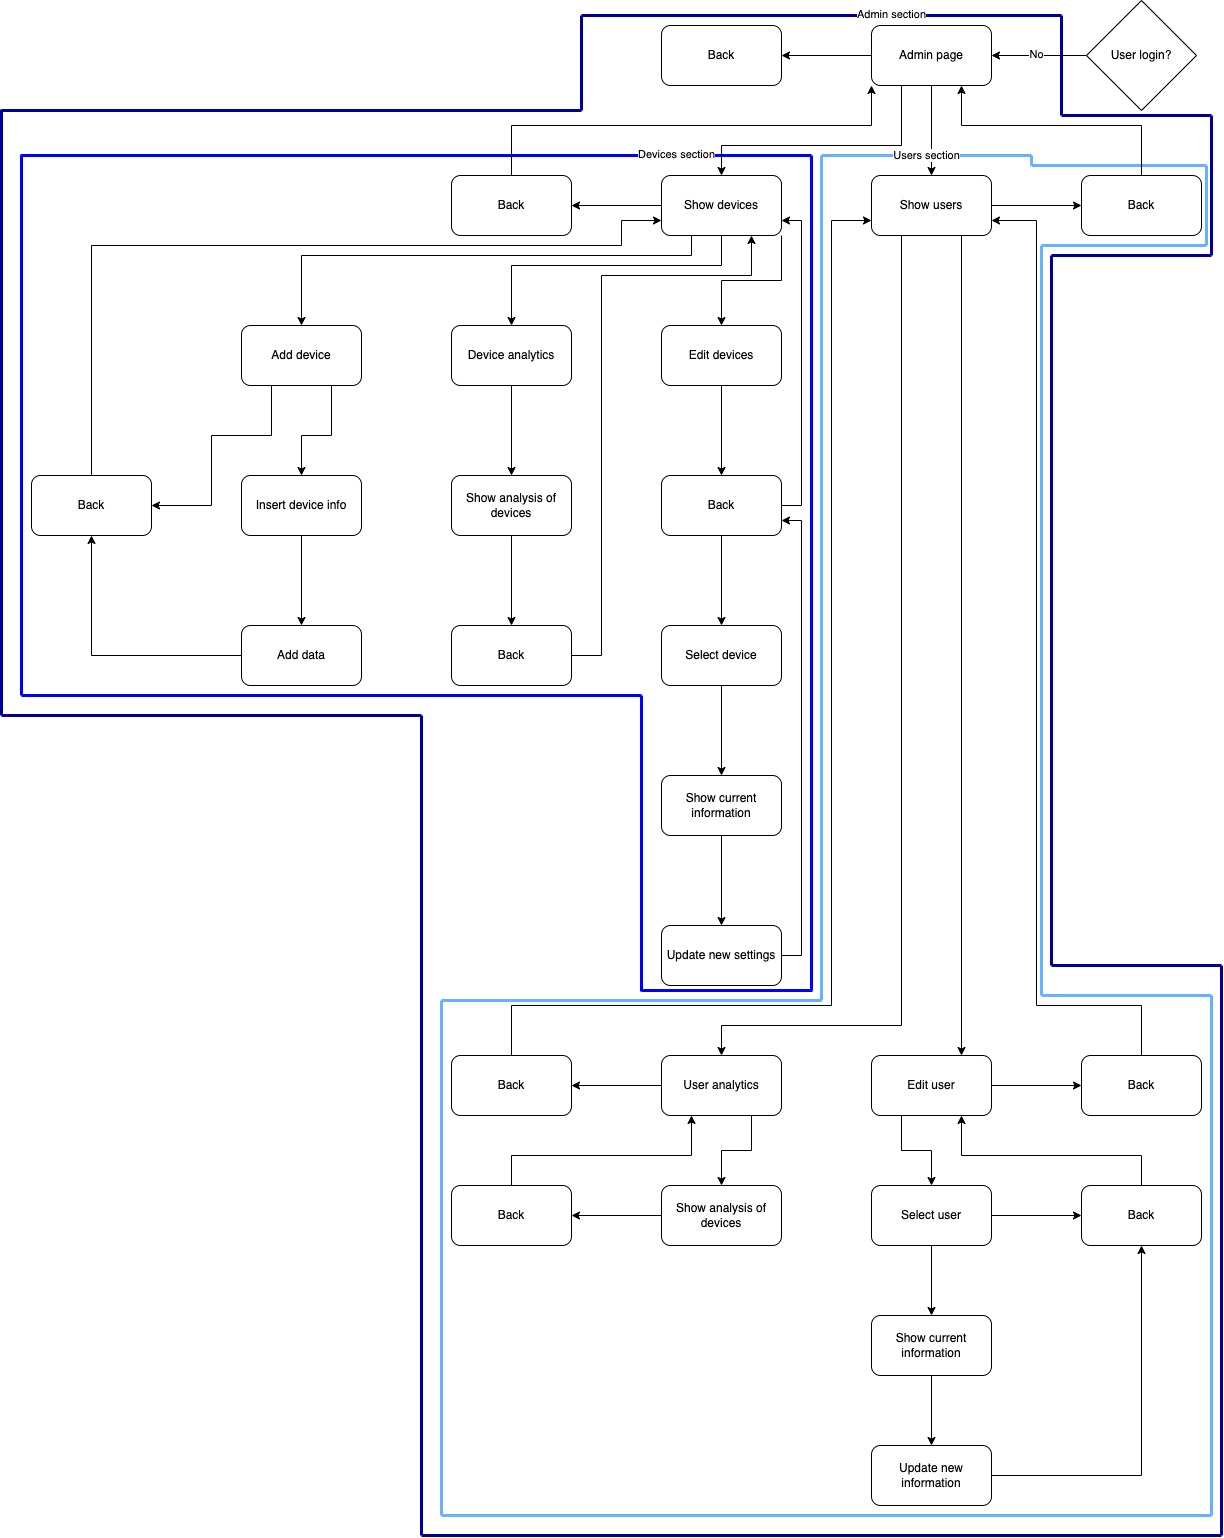 Admin section
Back
Admin page
No
User login?
Devices section
Users section
Back
Show devices
Show users
Back
Add device
Device analytics
Edit devices
Back
Insert device info
Show analysis of
devices
Back
Add data
Back
Select device
Show current
information
Update new settings
Back
User analytics
Edit user
Back
Back
Show analysis of
devices
Select user
Back
Show current
information
Update new
information